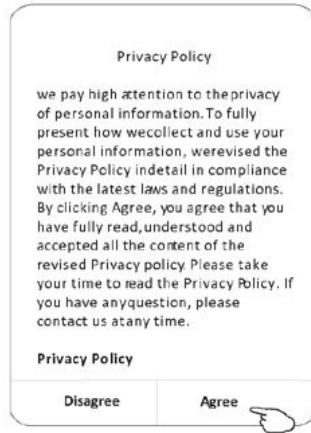 Privacy Policy
we pay high attention to theprivacy
of personal information.To fully
present how wecollect and use your
personal information, werevised the
Privacy Policy indetail in compliance
with the latest laws and regulations.
By clicking Agree, you agree that you
have fully read,understood and
accepted all the content of the
revised Privacy policy. Please take
your time to read the Privacy Policy. If
you have anyquestion, please
contact us atany time.
Privacy Policy
Disagree Agree